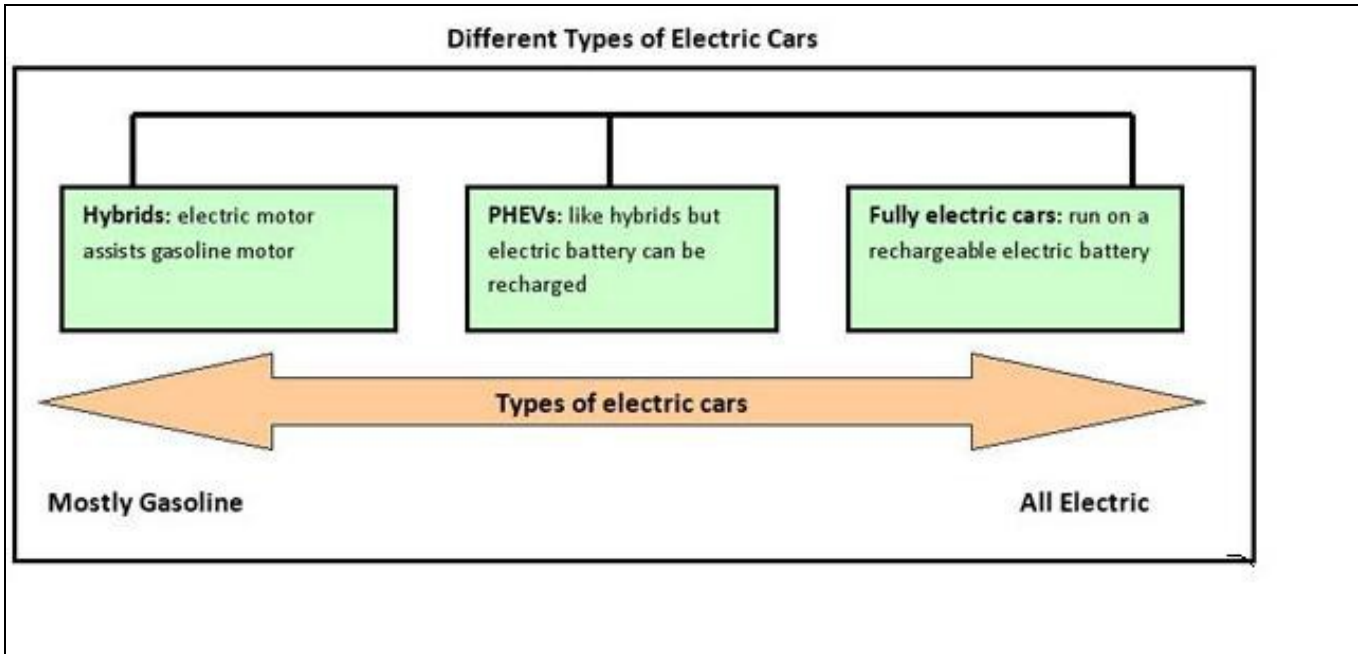 Different Types of Electric Cars
Hybrids: electric motor
assists gasoline motor
PHEVs: like hybrids but
electric battery can be
recharged
Fully electric cars: run on a
rechargeable electric battery
Types of electric cars
Mostly Gasoline
All Electric